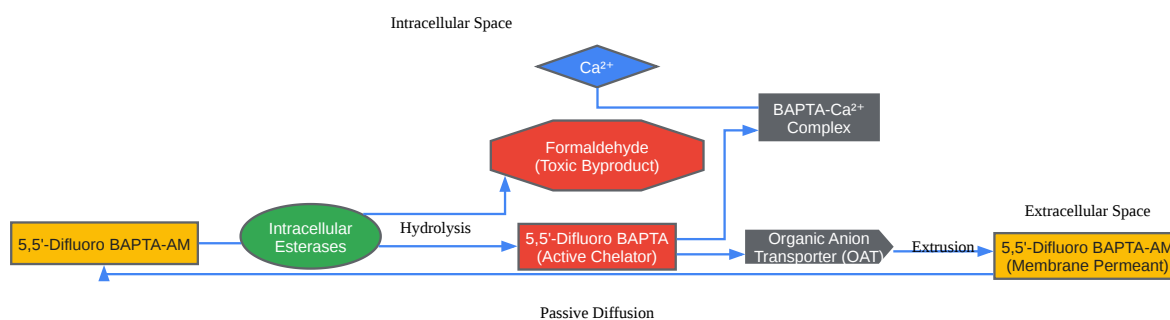 Intracellular Space
Ca²⁺
BAPTA-Ca²⁺
Complex
Formaldehyde
(Toxic Byproduct)
Extracellular Space
Intracellular
Esterases
Hydrolysis
5,5'-Difluoro BAPTA-AM
5,5'-Difluoro BAPTA
(Active Chelator)
Organic Anion
Transporter (OAT)
Extrusion
5,5'-Difluoro BAPTA-AM
(Membrane Permeant)
Passive Diffusion